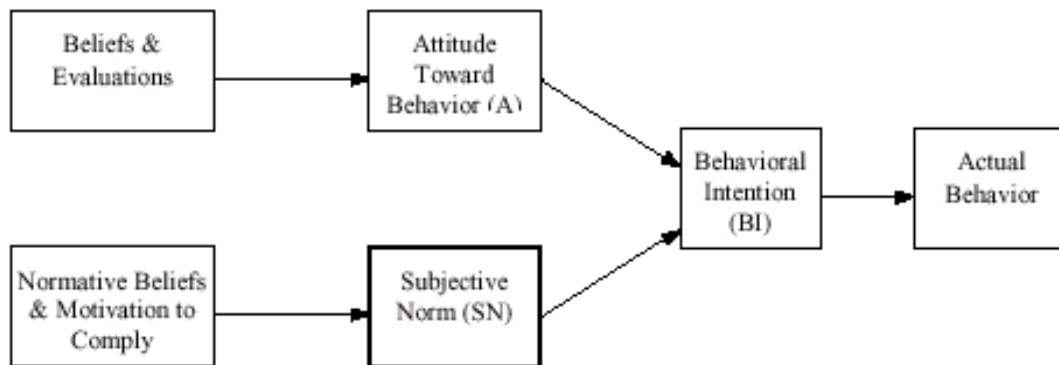 Beliefs &
Evaluations
Attitude
Toward
Behavior (A)
Behavioral
Intention
(BI)
Actual
Behavior
Normative Beliefs
& Motivation to
Comply
Subjective
Norm (SN)